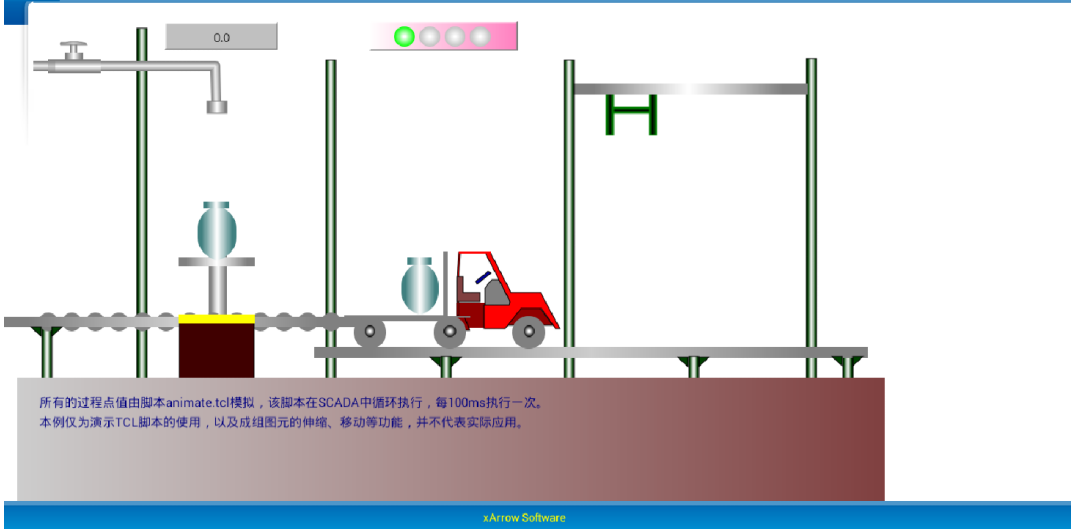 0.0
所有的过程点值由脚本animate.tcl模拟，该脚本在SCADA中循环执行，每100ms执行一次。
本例仅为演示TCL脚本的使用，以及成组图元的伸缩、移动等功能，并不代表实际应用。
xArrow Software